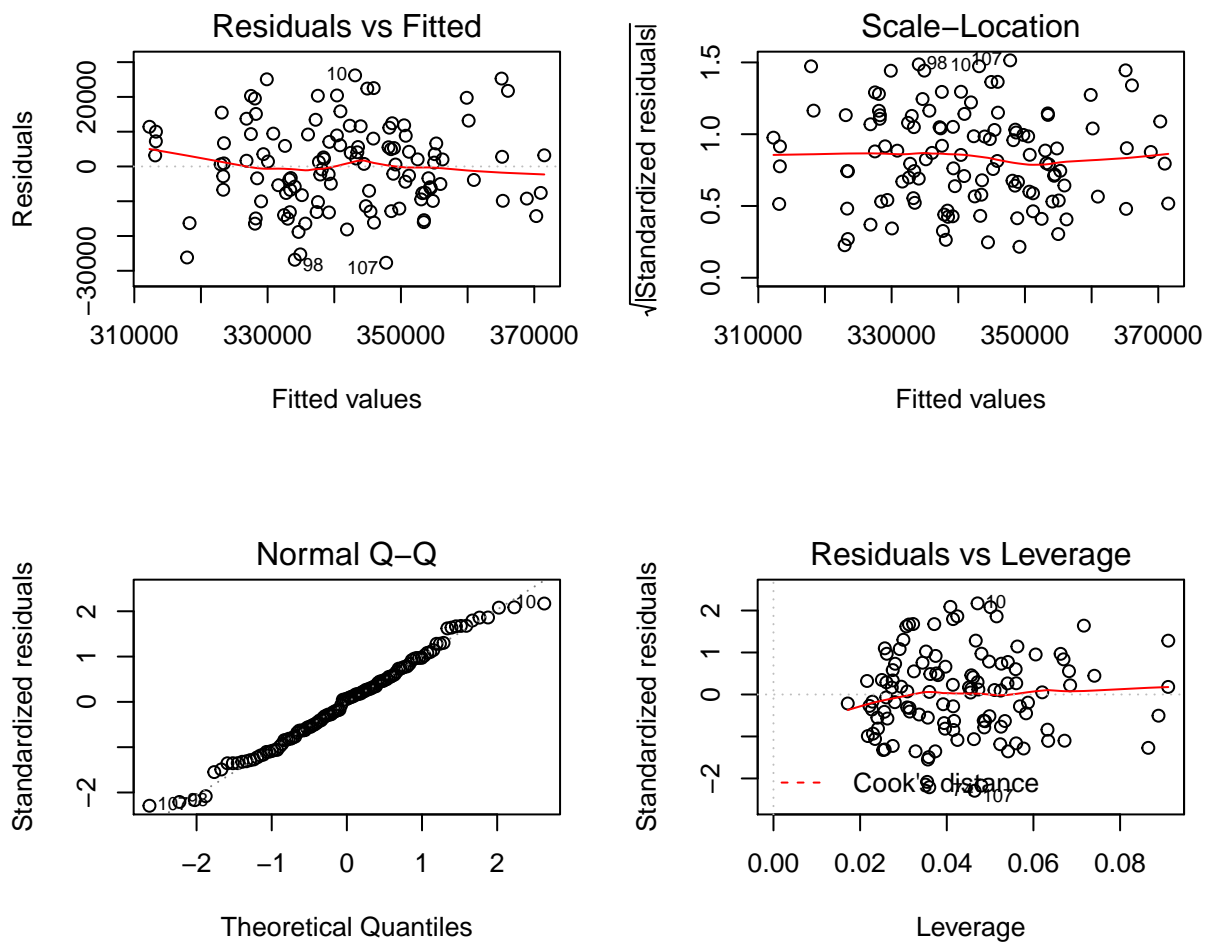 Residuals vs Fitted
Residuals
20000
0
−30000
10
98
107
310000 330000 350000 370000
Fitted values
Scale−Location
√|Standardized residuals|
1.5
1.0
0.5
0.0
98 10 107
310000 330000 350000 370000
Fitted values
Normal Q−Q
Standardized residuals
2
0
−2
10
−2 −1 0 1 2
Theoretical Quantiles
Residuals vs Leverage
Standardized residuals
2
0
−2
10
Cook's distance
107
0.00 0.02 0.04 0.06 0.08
Leverage